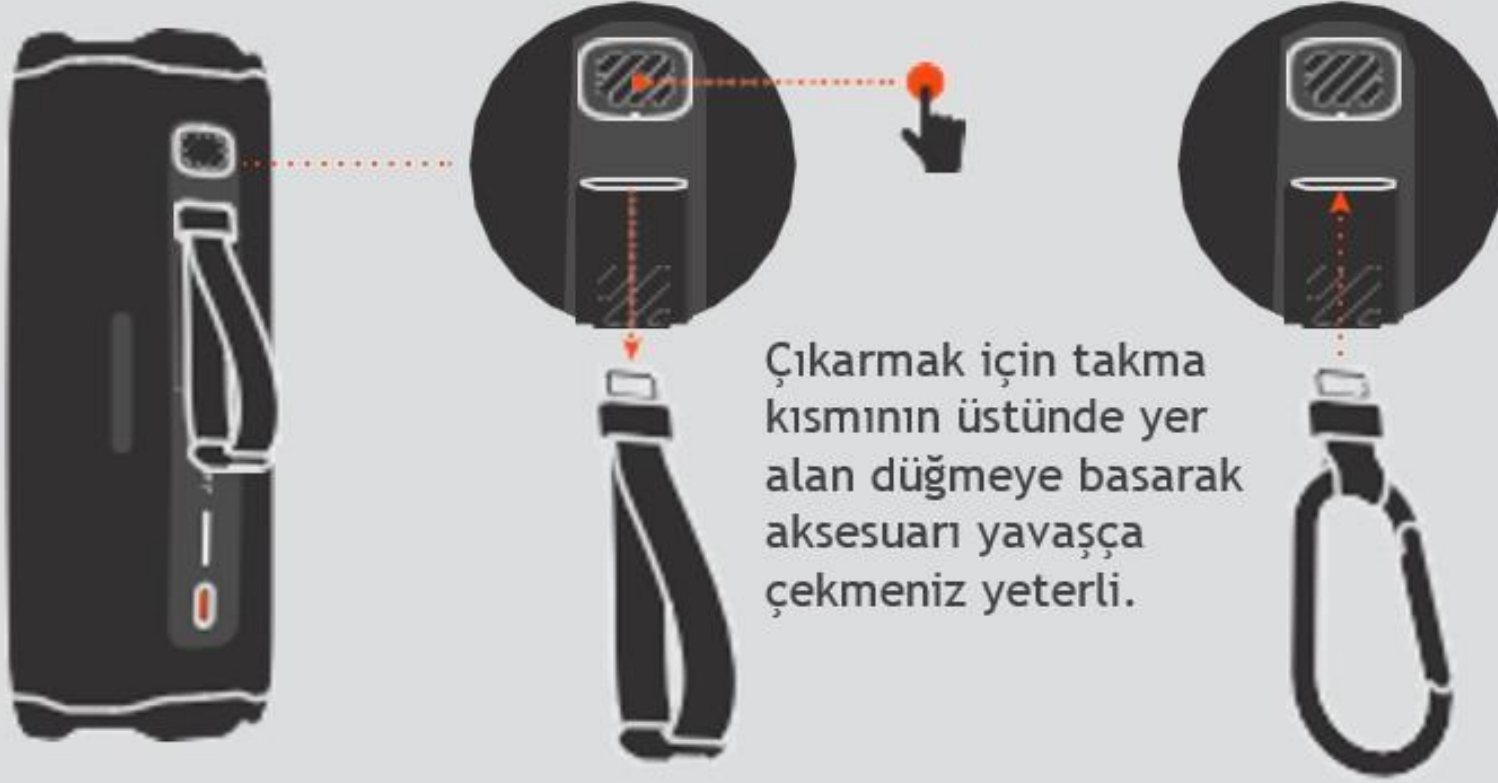 Çıkarmak için takma
kısmının üstünde yer
alan düğmeye basarak
aksesuarı yavaşça
çekmeniz yeterli.